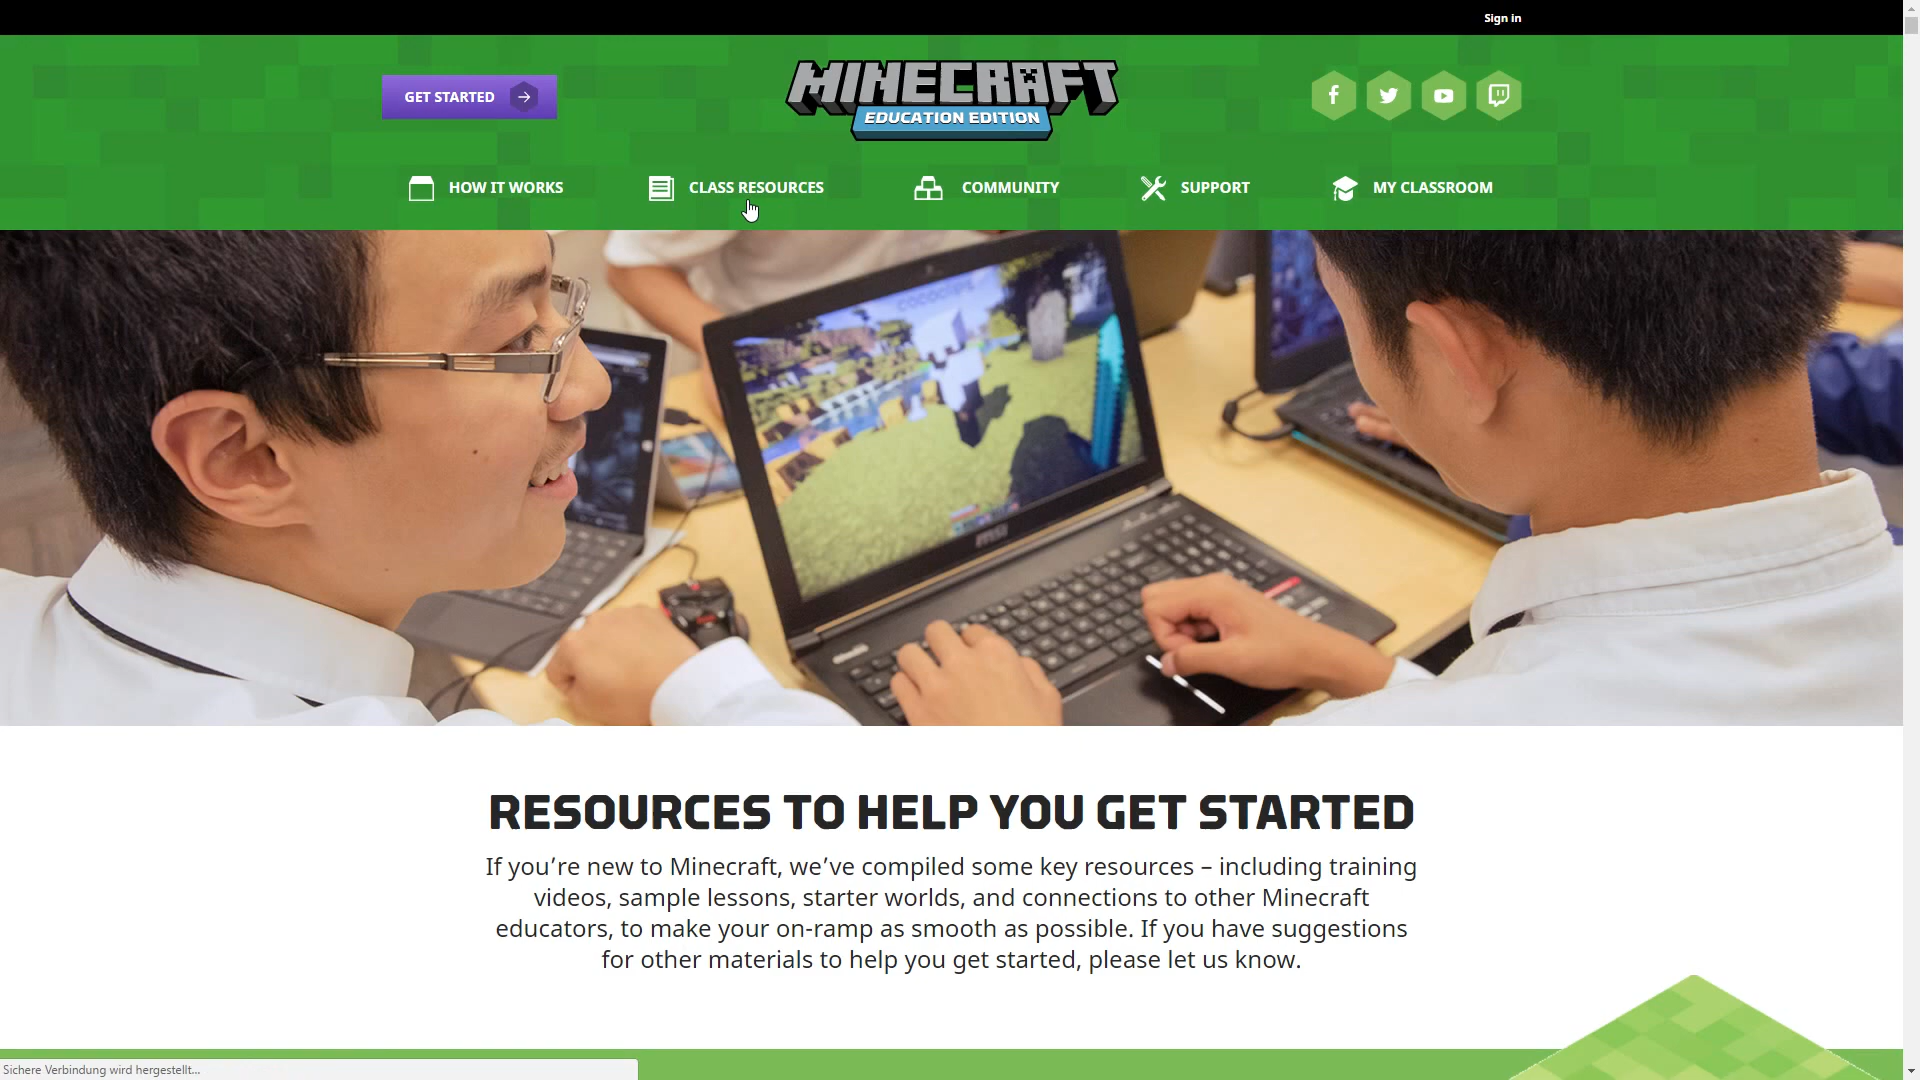 Sign in
GET STARTED
MINECRAFT
EDUCATION EDITION
HOW IT WORKS
CLASS RESOURCES
COMMUNITY
SUPPORT
MY CLASSROOM
msi
RESOURCES TO HELP YOU GET STARTED
If you’re new to Minecraft, we’ve compiled some key resources – including training
videos, sample lessons, starter worlds, and connections to other Minecraft
educators, to make your on-ramp as smooth as possible. If you have suggestions
for other materials to help you get started, please let us know.
Sichere Verbindung wird hergestellt...